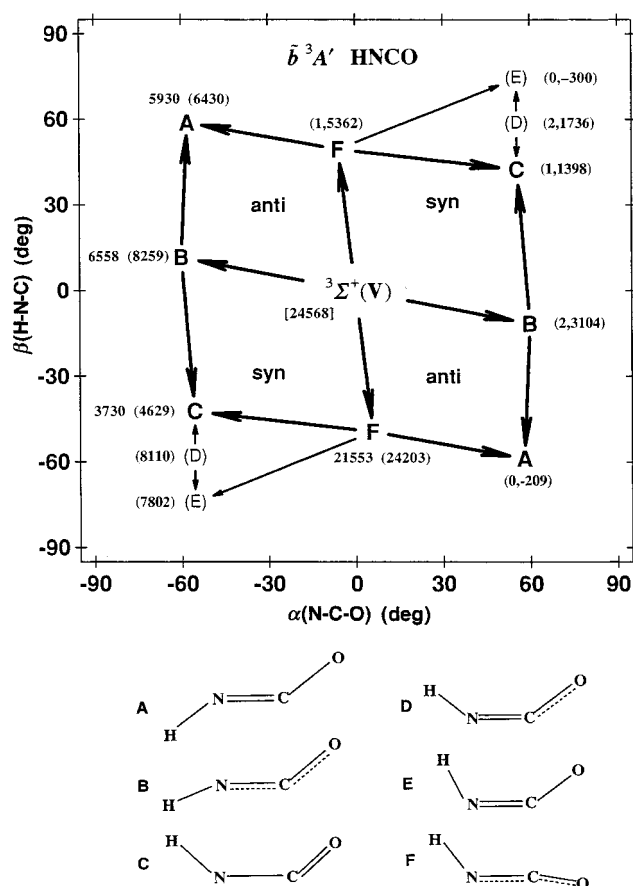 b̃ ³A′ HNCO
90
60
30
0
-30
-60
-90
β(H-N-C) (deg)
-90
-60
-30
0
30
60
90
α(N-C-O) (deg)
(E) (0,-300)
5930 (6430)
A
(1,5362)
(D) (2,1736)
F
C (1,1398)
anti
syn
6558 (8259) B
³Σ⁺(V)
[24568]
B (2,3104)
syn
anti
3730 (4629) C
F
21553 (24203)
(8110) (D)
A
(0,-209)
(7802) (E)
A
H N C O
D
H N C O
B
H N C O
E
H N C O
C
H N C O
F
H N C O